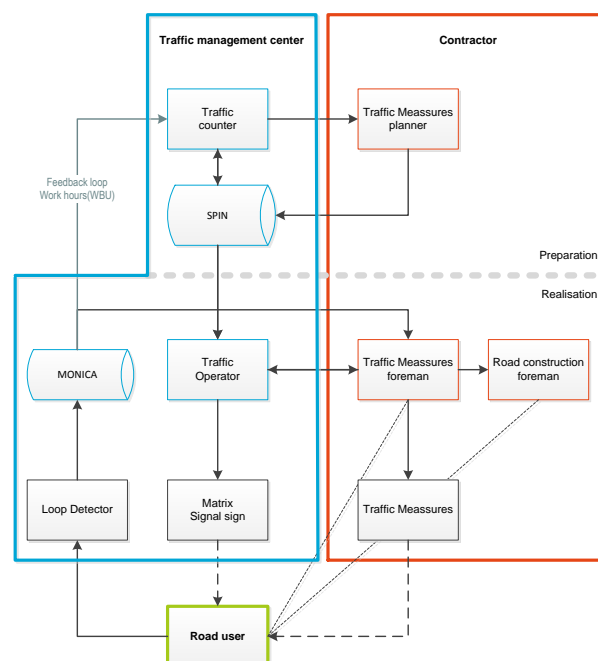 Traffic management center
Contractor
Traffic
counter
Traffic Meassures
planner
Feedback loop
Work hours(WBU)
SPIN
Preparation
Realisation
MONICA
Traffic
Operator
Traffic Measures
foreman
Road construction
foreman
Loop Detector
Matrix
Signal sign
Traffic Meassures
Road user